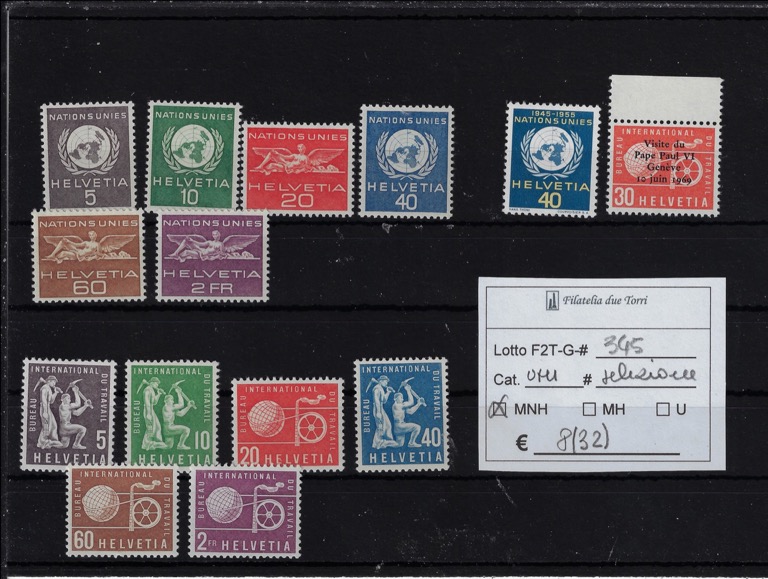 NATIONS UNIES
HELVETIA
5
NATIONS UNIES
HELVETIA
10
NATIONS UNIES
HELVETIA
20
NATIONS UNIES
HELVETIA
40
1945-1955
NATIONS UNIES
HELVETIA
40
BUREAU INTERNATIONAL DU TRAVAIL
Visite du
Pape Paul VI
Genève
10 juin 1969
30 HELVETIA
NATIONS UNIES
HELVETIA
60
NATIONS UNIES
HELVETIA
2 FR
Filatelia due Torri
Lotto F2T-G-# 345
Cat. # selezione
MNH MH U
€ 8(32)
BUREAU INTERNATIONAL DU TRAVAIL
5
HELVETIA
BUREAU INTERNATIONAL DU TRAVAIL
10
HELVETIA
BUREAU INTERNATIONAL DU TRAVAIL
20 HELVETIA
BUREAU INTERNATIONAL DU TRAVAIL
40
HELVETIA
BUREAU INTERNATIONAL DU TRAVAIL
60 HELVETIA
BUREAU INTERNATIONAL DU TRAVAIL
2 FR HELVETIA